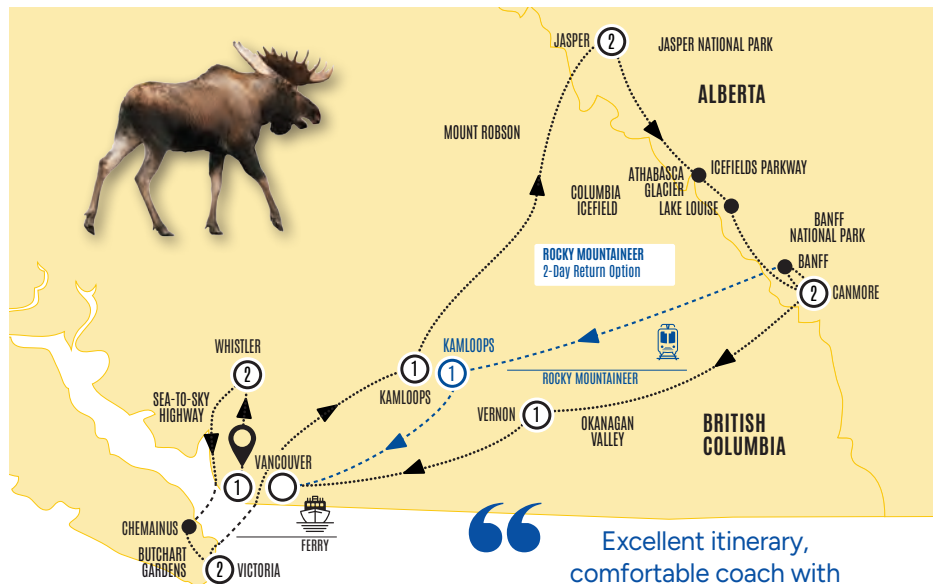 JASPER
2
JASPER NATIONAL PARK
ALBERTA
MOUNT ROBSON
ATHABASCA
GLACIER
ICEFIELDS PARKWAY
COLUMBIA
ICEFIELD
LAKE LOUISE
BANFF
NATIONAL PARK
BANFF
ROCKY MOUNTAINEER
2-Day Return Option
2
CANMORE
WHISTLER
2
KAMLOOPS
1
1
KAMLOOPS
ROCKY MOUNTAINEER
SEA-TO-SKY
HIGHWAY
VERNON
1
OKANAGAN
VALLEY
BRITISH
COLUMBIA
VANCOUVER
1
CHEMAINUS
FERRY
BUTCHART
GARDENS
2
VICTORIA
“
Excellent itinerary,
comfortable coach with